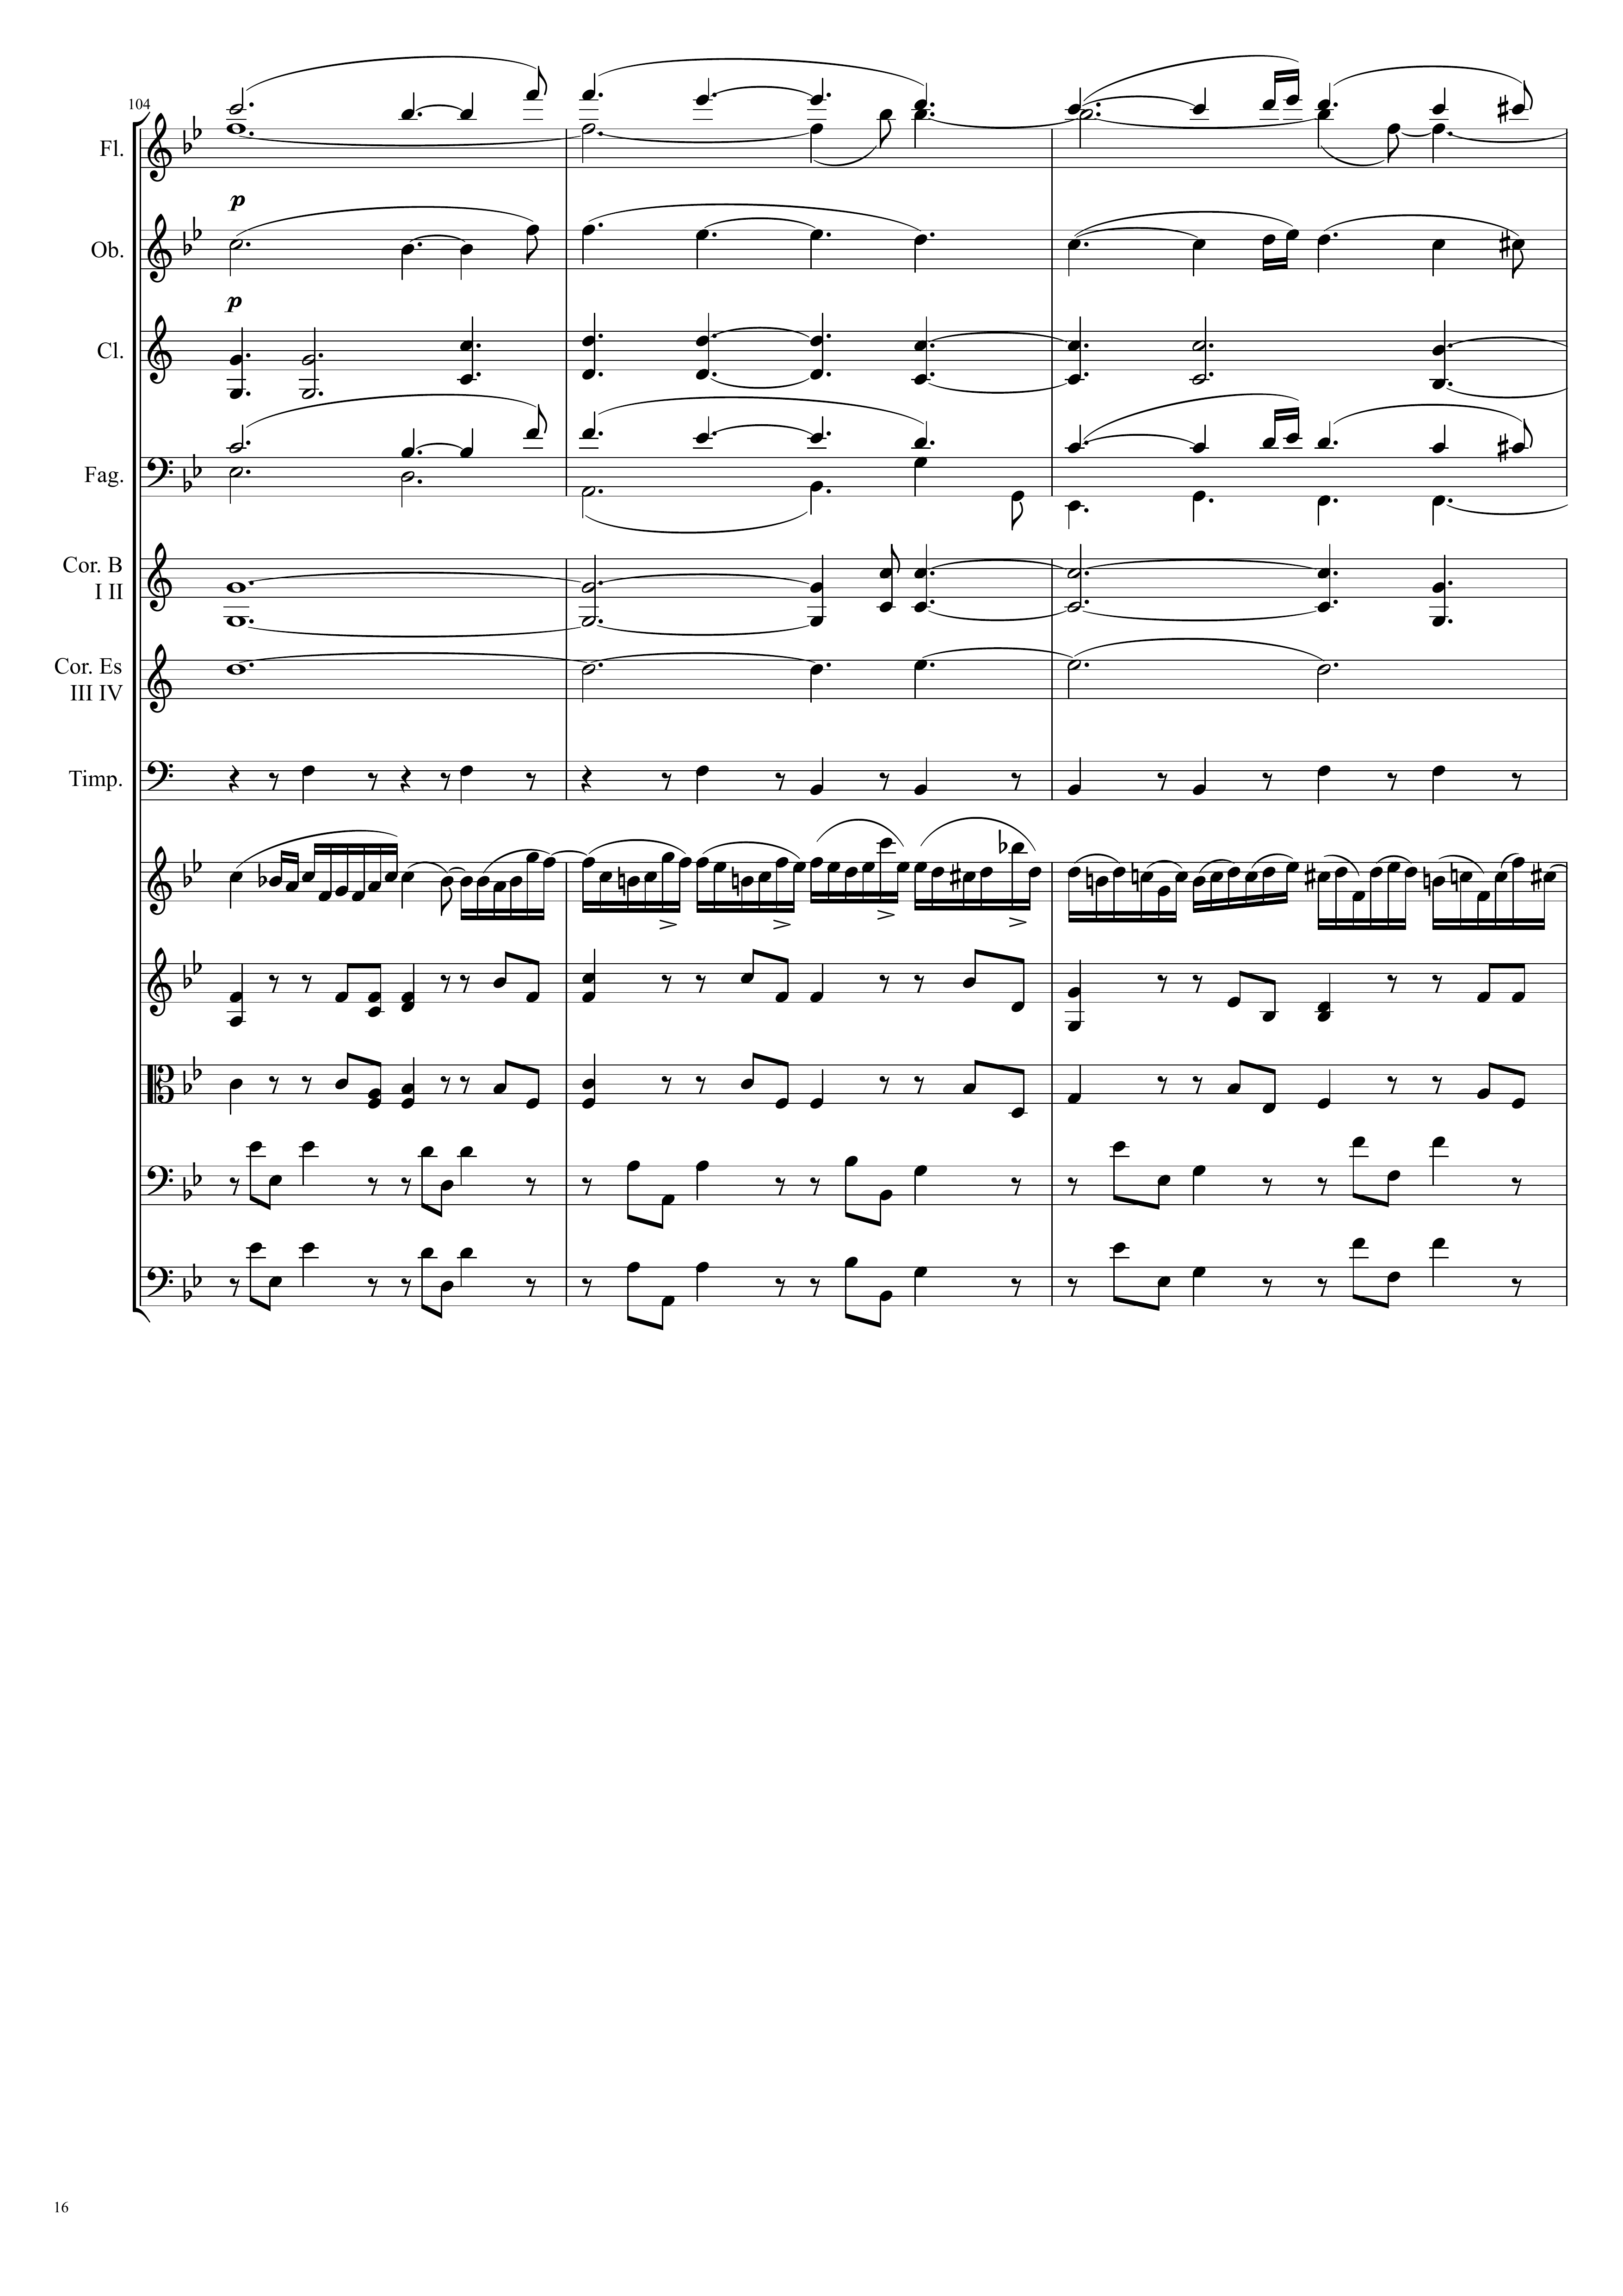 104
Fl.
p
Ob.
p
Cl.
Fag.
Cor. B
I II
Cor. Es
III IV
Timp.
16